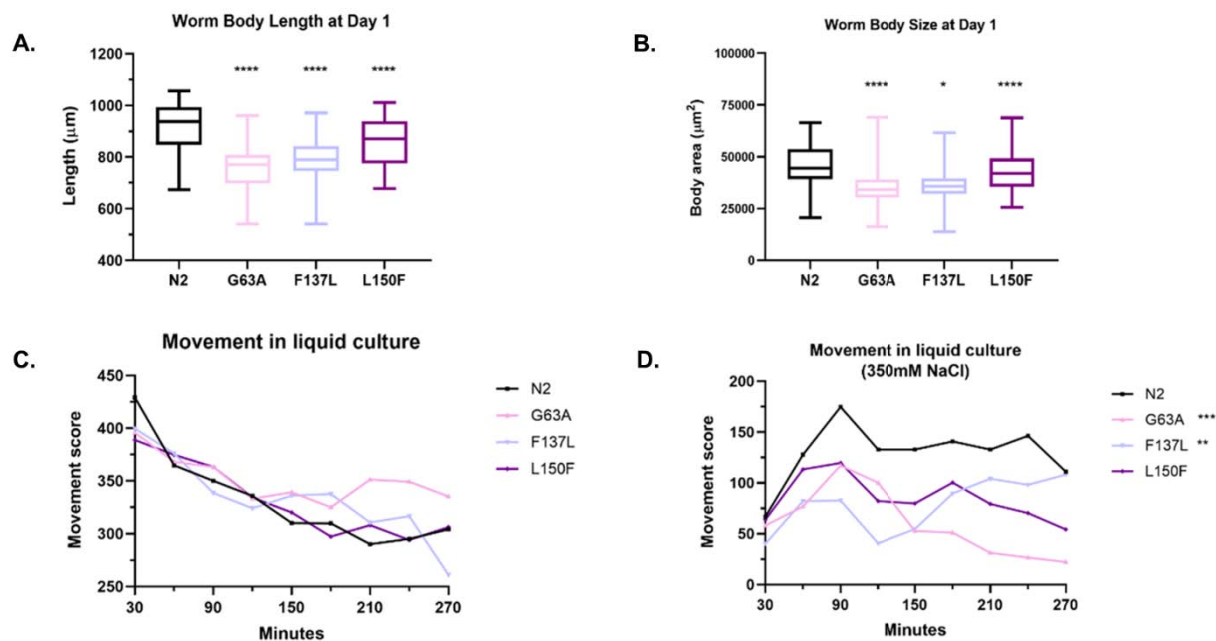 A.
Worm Body Length at Day 1
1200
1000
800
600
400
Length (μm)
**** **** ****
N2 G63A F137L L150F
B.
Worm Body Size at Day 1
100000
75000
50000
25000
0
Body area (μm²)
**** * ****
N2 G63A F137L L150F
C.
Movement in liquid culture
450
400
350
300
250
Movement score
30 90 150 210 270
Minutes
N2
G63A
F137L
L150F
D.
Movement in liquid culture
(350mM NaCl)
200
150
100
50
0
Movement score
30 90 150 210 270
Minutes
N2
G63A ***
F137L **
L150F